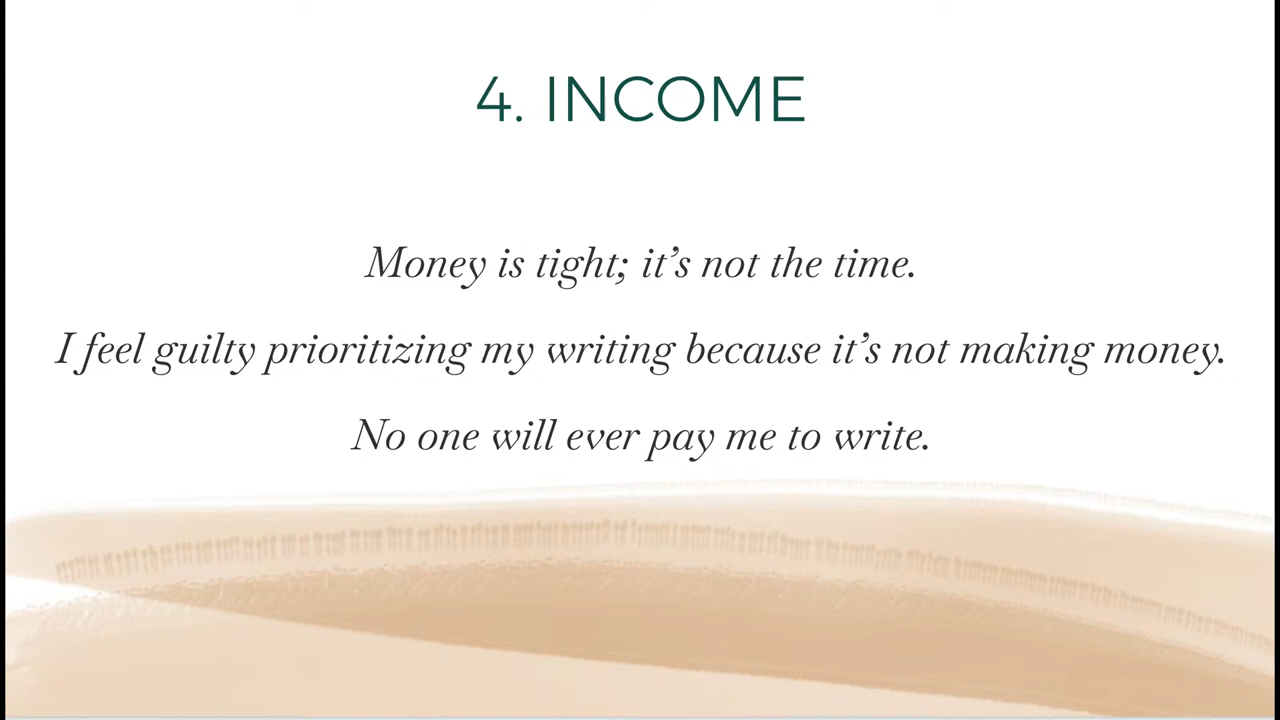 4. INCOME
Money is tight; it’s not the time.
I feel guilty prioritizing my writing because it’s not making money.
No one will ever pay me to write.